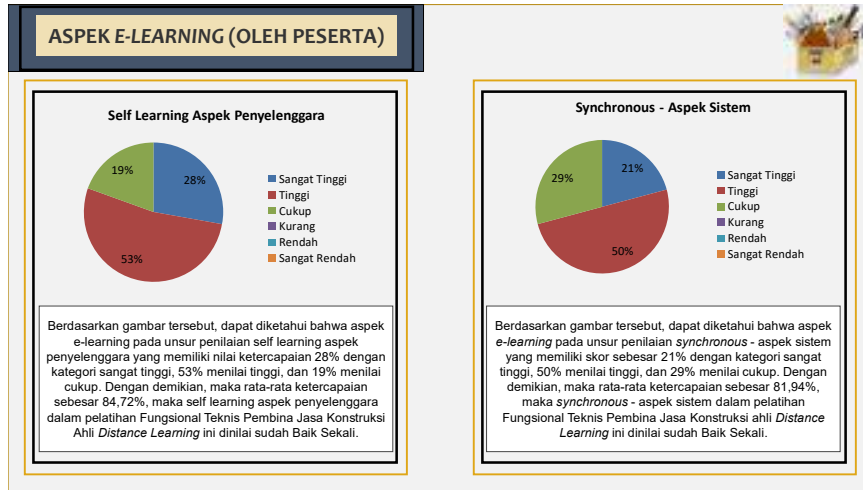 ASPEK E-LEARNING (OLEH PESERTA)
Self Learning Aspek Penyelenggara
19%
28%
53%
Sangat Tinggi
Tinggi
Cukup
Kurang
Rendah
Sangat Rendah
Berdasarkan gambar tersebut, dapat diketahui bahwa aspek
e-learning pada unsur penilaian self learning aspek
penyelenggara yang memiliki nilai ketercapaian 28% dengan
kategori sangat tinggi, 53% menilai tinggi, dan 19% menilai
cukup. Dengan demikian, maka rata-rata ketercapaian
sebesar 84,72%, maka self learning aspek penyelenggara
dalam pelatihan Fungsional Teknis Pembina Jasa Konstruksi
Ahli Distance Learning ini dinilai sudah Baik Sekali.
Synchronous - Aspek Sistem
29%
21%
50%
Sangat Tinggi
Tinggi
Cukup
Kurang
Rendah
Sangat Rendah
Berdasarkan gambar tersebut, dapat diketahui bahwa aspek
e-learning pada unsur penilaian synchronous - aspek sistem
yang memiliki skor sebesar 21% dengan kategori sangat
tinggi, 50% menilai tinggi, dan 29% menilai cukup. Dengan
demikian, maka rata-rata ketercapaian sebesar 81,94%,
maka synchronous - aspek sistem dalam pelatihan
Fungsional Teknis Pembina Jasa Konstruksi ahli Distance
Learning ini dinilai sudah Baik Sekali.